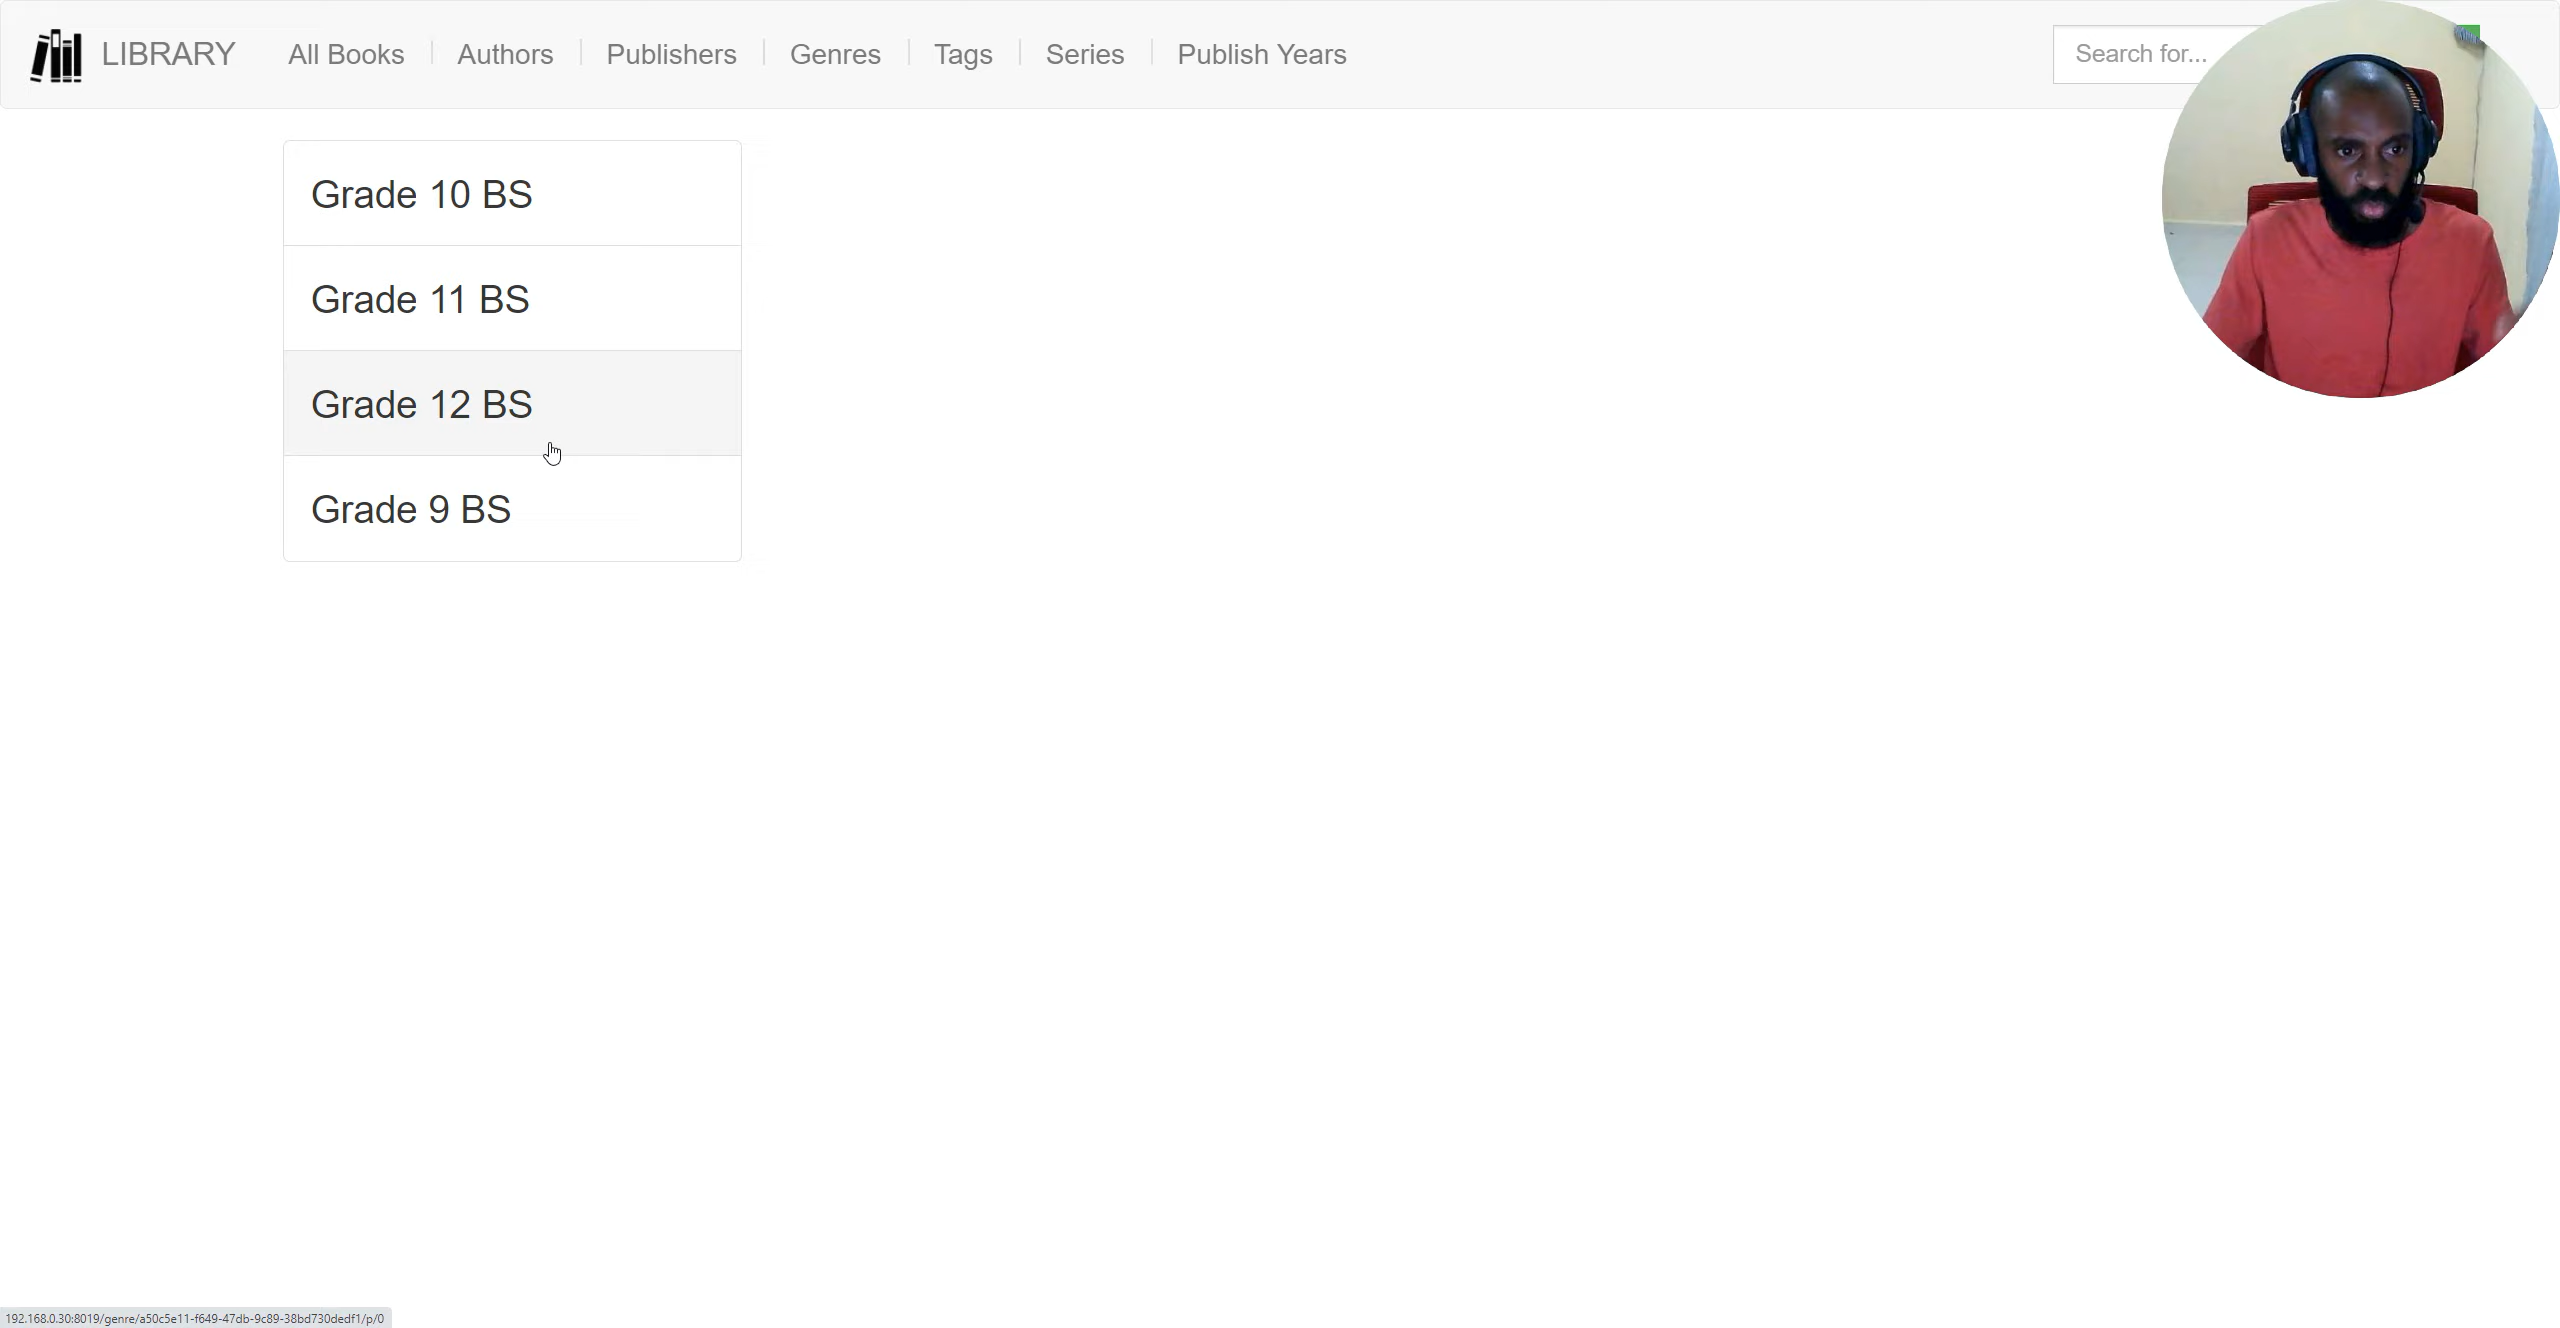 LIBRARY
All Books
Authors
Publishers
Genres
Tags
Series
Publish Years
Search for...
Grade 10 BS
Grade 11 BS
Grade 12 BS
Grade 9 BS
192.168.0.30:8019/genre/a50c5e11-f649-47db-9c89-38bd730dedf1/p/0